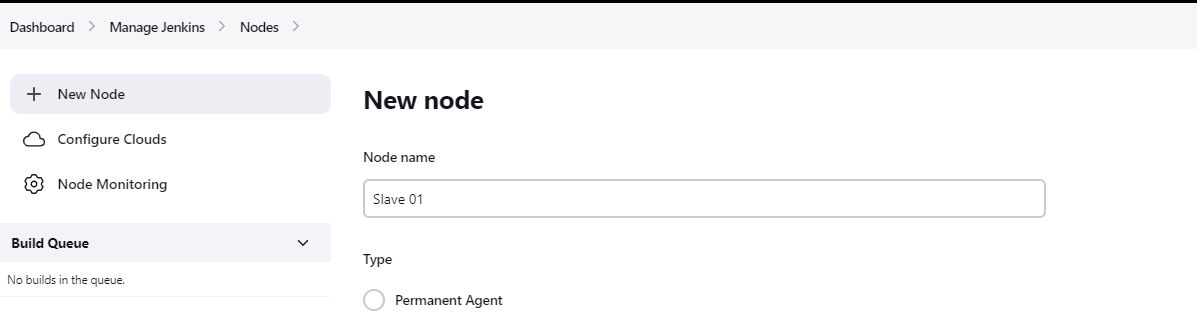 Dashboard > Manage Jenkins > Nodes >
New Node
Configure Clouds
Node Monitoring
Build Queue
No builds in the queue.
New node
Node name
Slave 01
Type
Permanent Agent